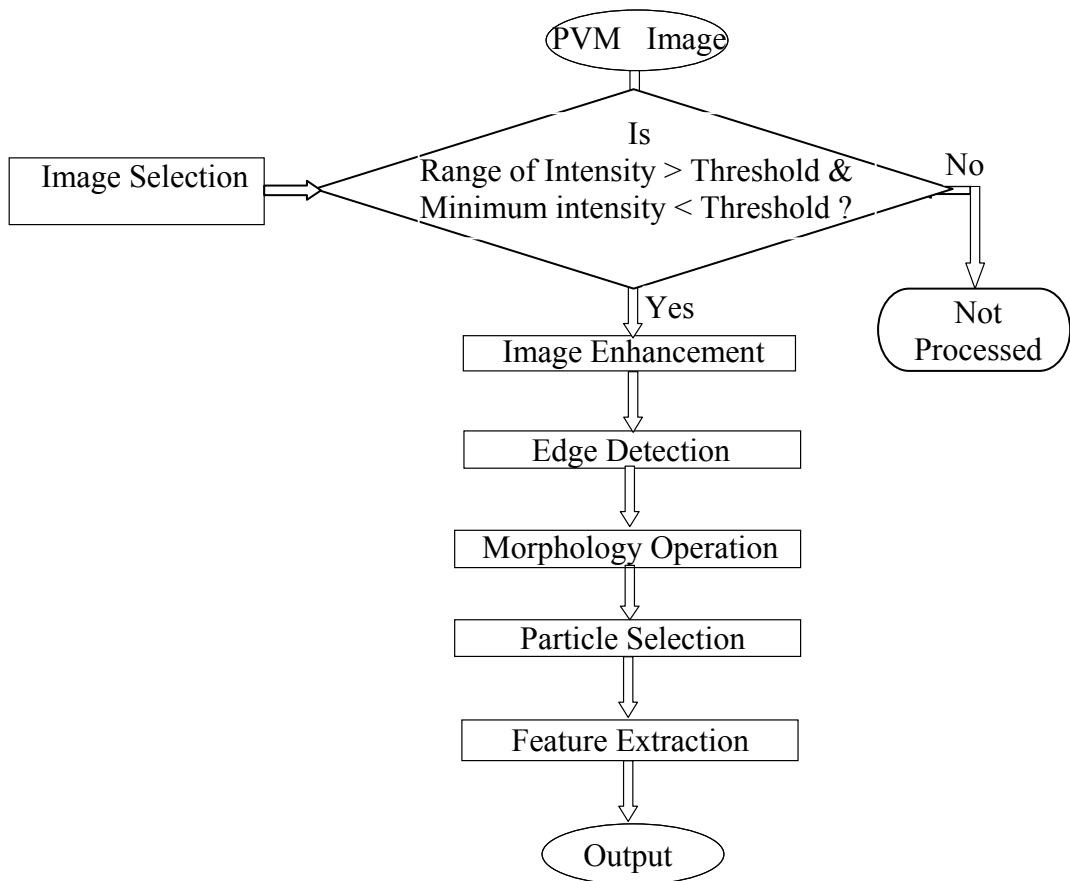 PVM Image
Is
Range of Intensity > Threshold &
Minimum intensity < Threshold ?
Image Selection
No
Not
Processed
Yes
Image Enhancement
Edge Detection
Morphology Operation
Particle Selection
Feature Extraction
Output